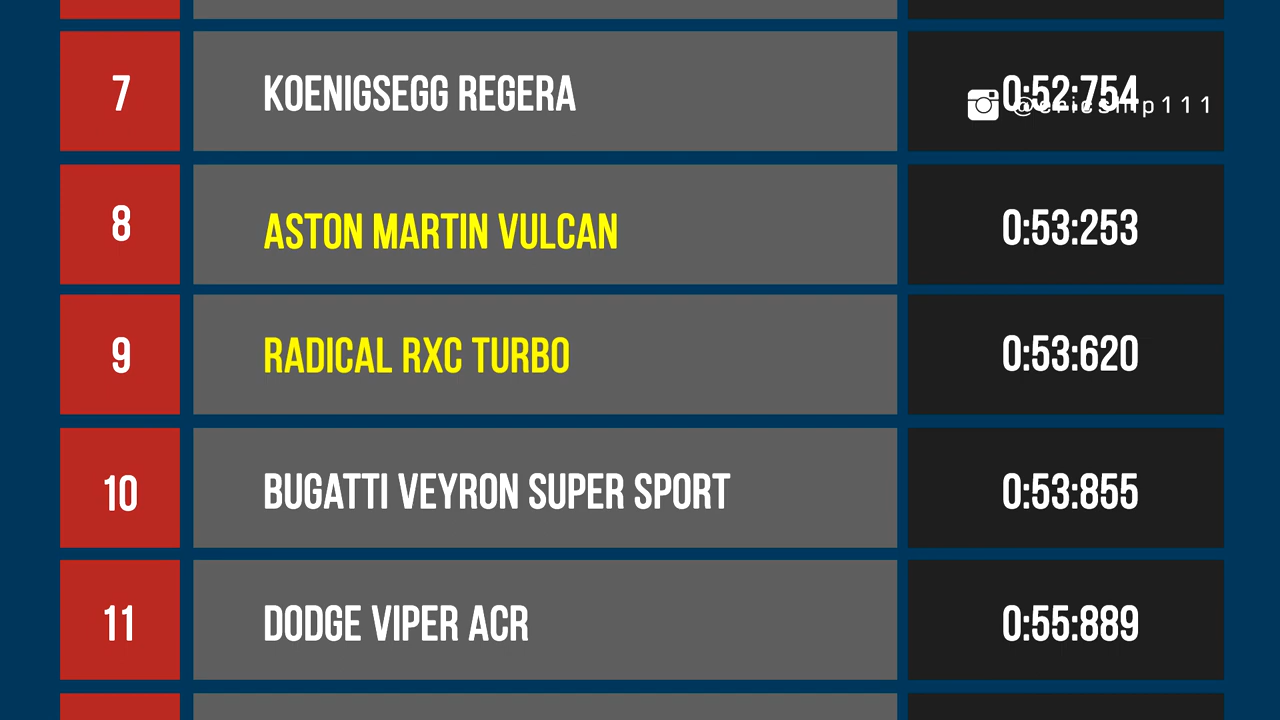 7 KOENIGSEGG REGERA 0:52:754
8 ASTON MARTIN VULCAN 0:53:253
9 RADICAL RXC TURBO 0:53:620
10 BUGATTI VEYRON SUPER SPORT 0:53:855
11 DODGE VIPER ACR 0:55:889